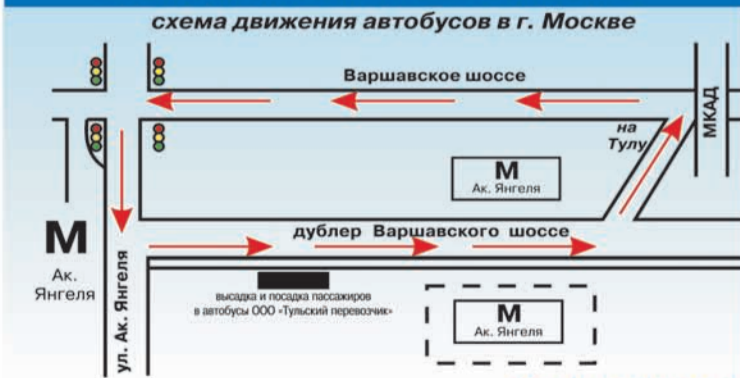 схема движения автобусов в г. Москве
Варшавское шоссе
МКАД
на
Тулу
М
Ак. Янгеля
дублер Варшавского шоссе
М
Ак.
Янгеля
ул. Ак. Янгеля
высадка и посадка пассажиров
в автобусы ООО «Тульский перевозчик»
М
Ак. Янгеля